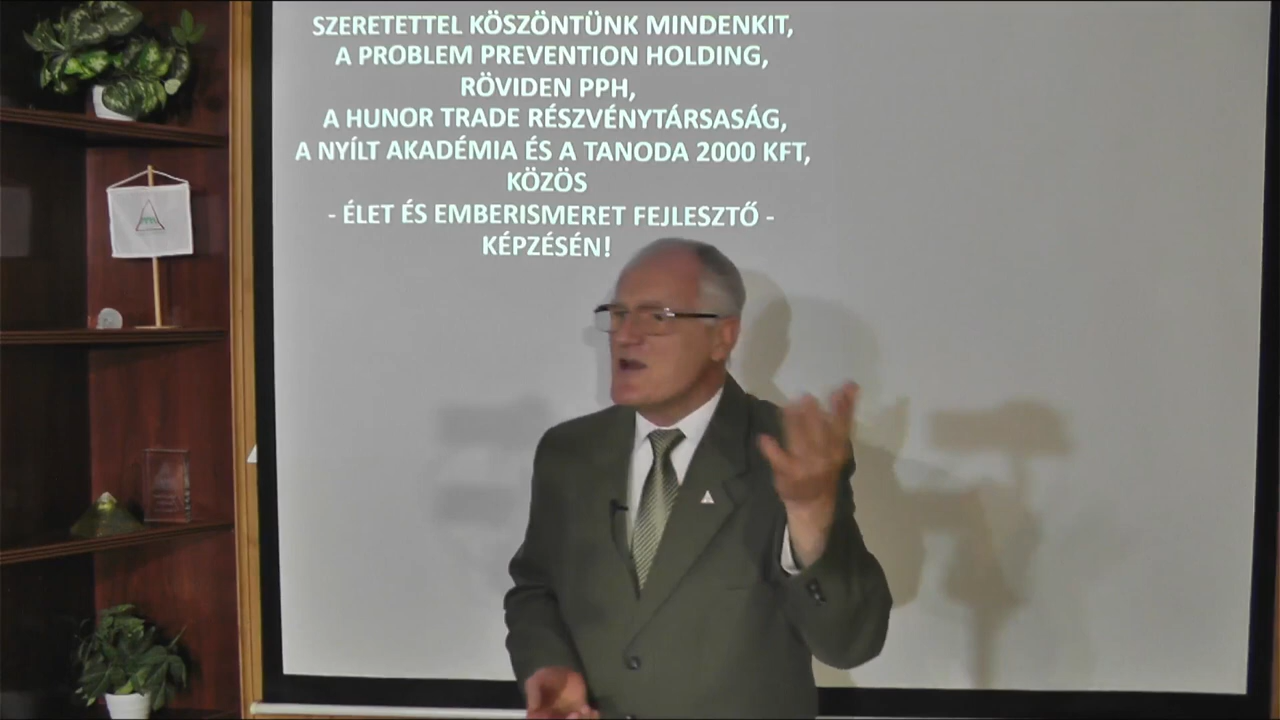 SZERETETTEL KÖSZÖNTÜNK MINDENKIT,
A PROBLEM PREVENTION HOLDING,
RÖVIDEN PPH,
A HUNOR TRADE RÉSZVÉNYTÁRSASÁG,
A NYÍLT AKADÉMIA ÉS A TANODA 2000 KFT,
KÖZÖS
- ÉLET ÉS EMBERISMERET FEJLESZTŐ -
KÉPZÉSÉN!